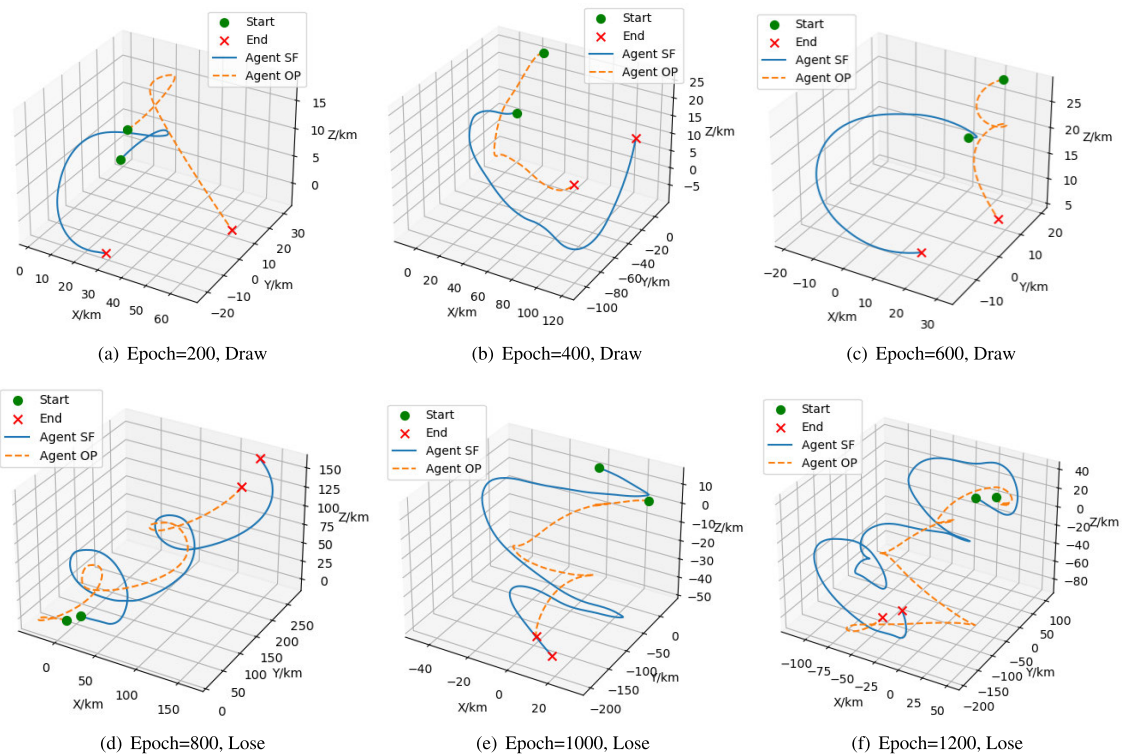 Start
End
Agent SF
Agent OP
15
10
5
0
Z/km
30
20
10
0
−10
−20
Y/km
0
10
20
30
40
50
60
X/km
(a) Epoch=200, Draw
Start
End
Agent SF
Agent OP
25
20
15
10
5
0
−5
Z/km
0
−20
−40
−60
−80
−100
Y/km
0
20
40
60
80
100
120
X/km
(b) Epoch=400, Draw
Start
End
Agent SF
Agent OP
25
20
15
10
5
Z/km
20
10
0
−10
Y/km
−20
−10
0
10
20
30
X/km
(c) Epoch=600, Draw
Start
End
Agent SF
Agent OP
150
125
100
75
50
25
0
Z/km
250
200
150
100
50
0
Y/km
0
50
100
150
X/km
(d) Epoch=800, Lose
Start
End
Agent SF
Agent OP
10
0
−10
−20
−30
−40
−50
Z/km
0
−50
−100
−150
−200
Y/km
−40
−20
0
20
X/km
(e) Epoch=1000, Lose
Start
End
Agent SF
Agent OP
40
20
0
−20
−40
−60
−80
Z/km
100
50
0
−50
−100
−150
−200
Y/km
−100
−75
−50
−25
0
25
50
X/km
(f) Epoch=1200, Lose